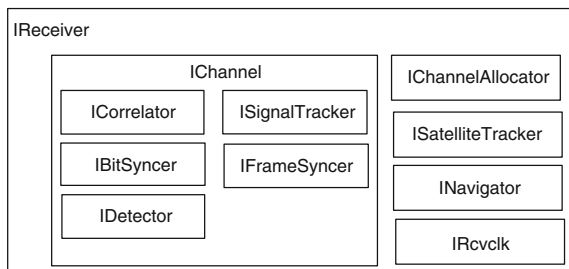 IReceiver
IChannel
ICorrelator
ISignalTracker
IBitSyncer
IFrameSyncer
IDetector
IChannelAllocator
ISatelliteTracker
INavigator
IRcvclk